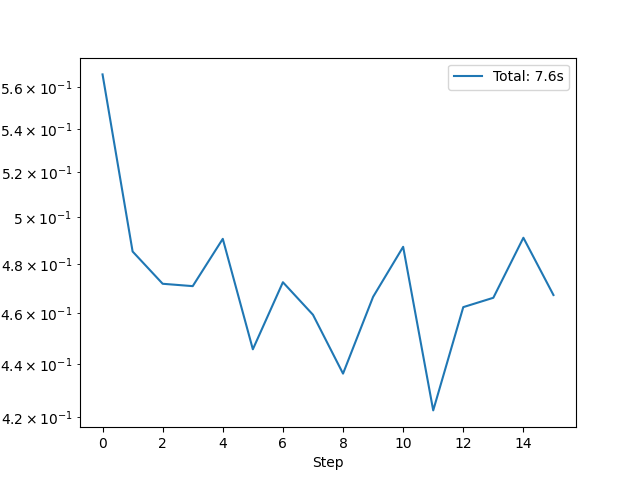 Total: 7.6s
5.6 × 10⁻¹
5.4 × 10⁻¹
5.2 × 10⁻¹
5 × 10⁻¹
4.8 × 10⁻¹
4.6 × 10⁻¹
4.4 × 10⁻¹
4.2 × 10⁻¹
0 2 4 6 8 10 12 14
Step